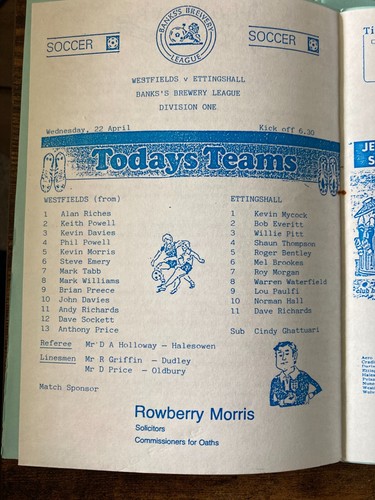 SOCCER
BANKS'S BREWERY
LEAGUE
SOCCER
WESTFIELDS v ETTINGSHALL
BANKS'S BREWERY LEAGUE
DIVISION ONE
Wednesday, 22 April Kick off 6.30
Todays Teams
WESTFIELDS (from)
1 Alan Riches
2 Keith Powell
3 Kevin Davies
4 Phil Powell
5 Kevin Morris
6 Steve Emery
7 Mark Tabb
8 Mark Williams
9 Brian Preece
10 John Davies
11 Andy Richards
12 Dave Sockett
13 Anthony Price
ETTINGSHALL
1 Kevin Mycock
2 Bob Everitt
3 Millie Pitt
4 Shaun Thompson
5 Roger Bentley
6 Mel Brookes
7 Roy Morgan
8 Warren Waterfield
9 Lou Paulfi
10 Norman Hall
11 Dave Richards
Sub Cindy Ghattuari
Referee Mr D A Holloway — Halesowen
Linesmen Mr R Griffin — Dudley
Mr D Price — Oldbury
Match Sponsor
Rowberry Morris
Solicitors
Commissioners for Oaths